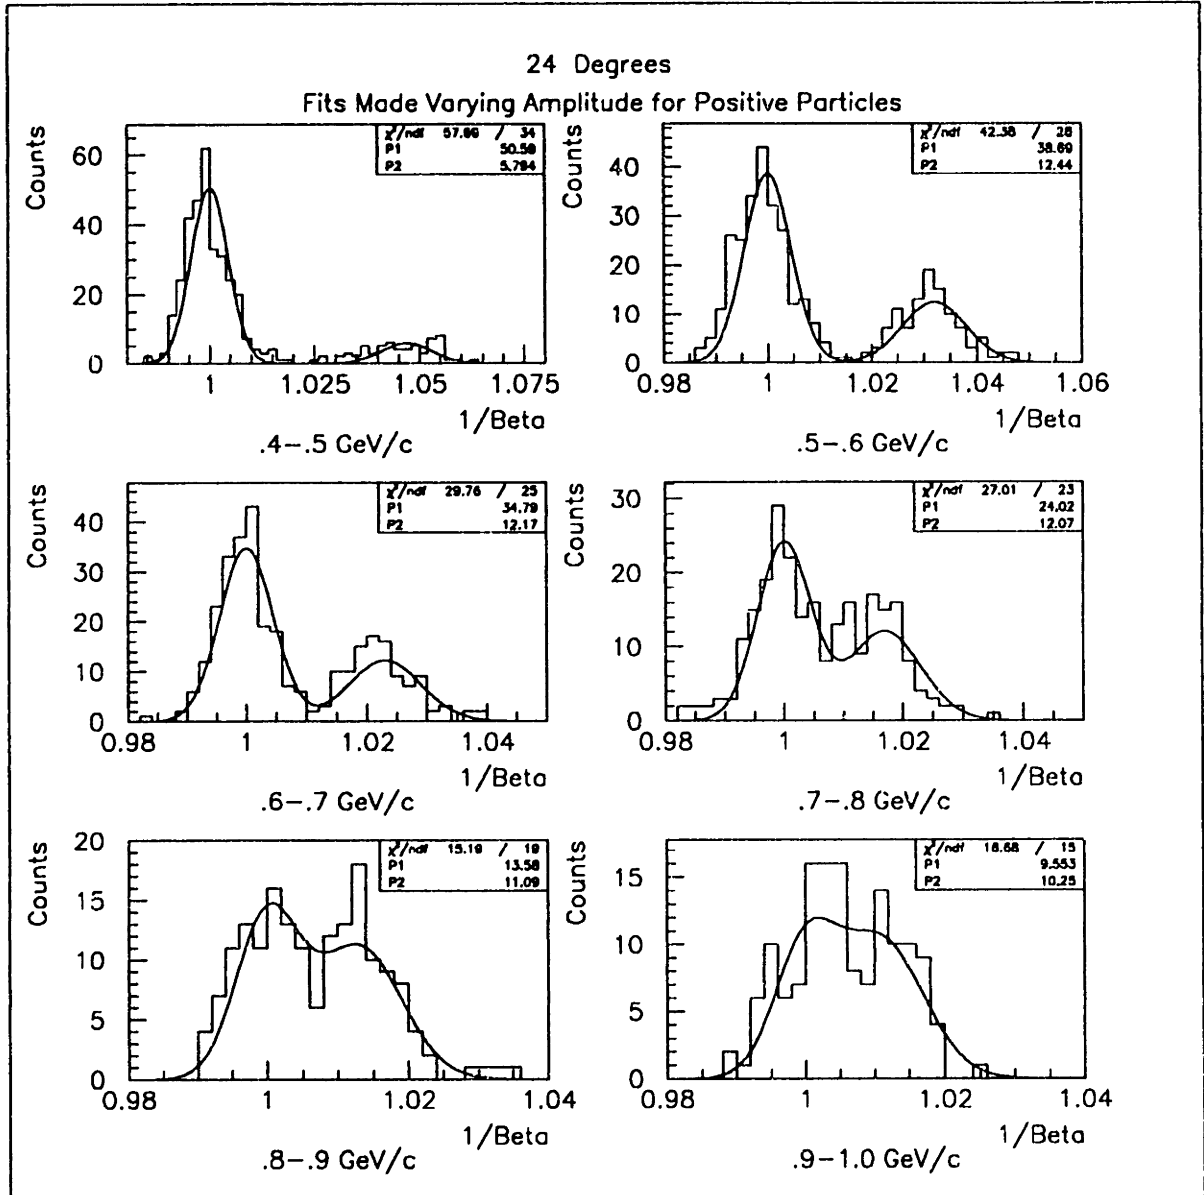 24 Degrees
Fits Made Varying Amplitude for Positive Particles
Counts
60
40
20
0
χ²/ndf 57.69 / 34
P1 50.59
P2 5.794
1
1.025
1.05
1.075
1/Beta
.4–.5 GeV/c
Counts
40
30
20
10
0
χ²/ndf 42.38 / 28
P1 38.69
P2 12.44
0.98
1
1.02
1.04
1.06
1/Beta
.5–.6 GeV/c
Counts
40
30
20
10
0
χ²/ndf 29.76 / 25
P1 34.79
P2 12.17
0.98
1
1.02
1.04
1/Beta
.6–.7 GeV/c
Counts
30
20
10
0
χ²/ndf 27.01 / 23
P1 24.02
P2 12.07
0.98
1
1.02
1.04
1/Beta
.7–.8 GeV/c
Counts
20
15
10
5
0
χ²/ndf 15.19 / 19
P1 13.58
P2 11.09
0.98
1
1.02
1.04
1/Beta
.8–.9 GeV/c
Counts
15
10
5
0
χ²/ndf 18.68 / 15
P1 9.553
P2 10.25
0.98
1
1.02
1.04
1/Beta
.9–1.0 GeV/c